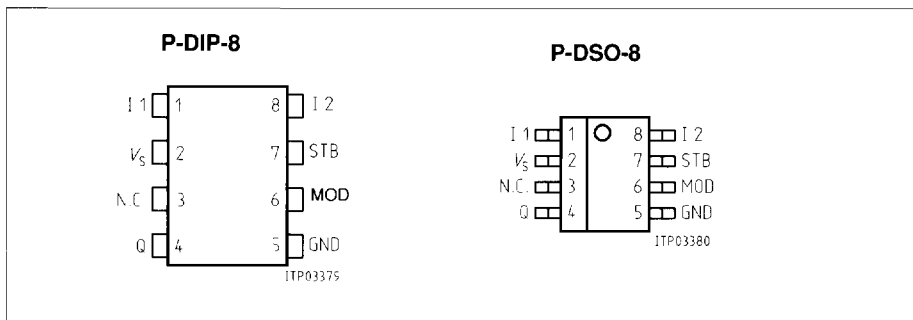 P-DIP-8
I 1 1 8 I 2
VS 2 7 STB
N.C 3 6 MOD
Q 4 5 GND
ITP03379
P-DSO-8
I 1 1 8 I 2
VS 2 7 STB
N.C. 3 6 MOD
Q 4 5 GND
ITP03380